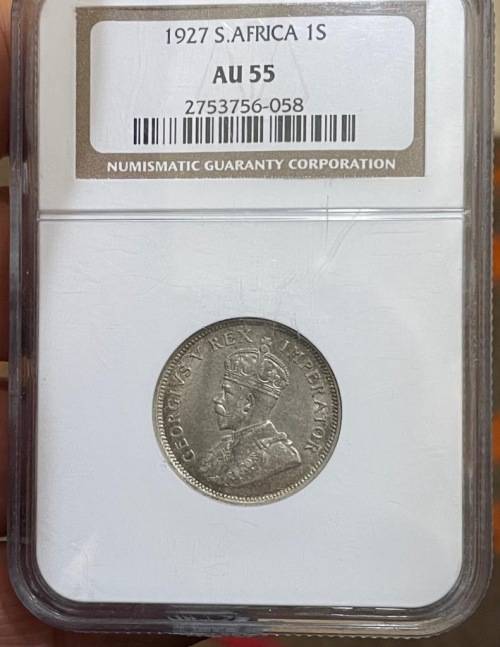 1927 S.AFRICA 1S
AU 55
2753756-058
NUMISMATIC GUARANTY CORPORATION
GEORGIVS V REX IMPERATOR